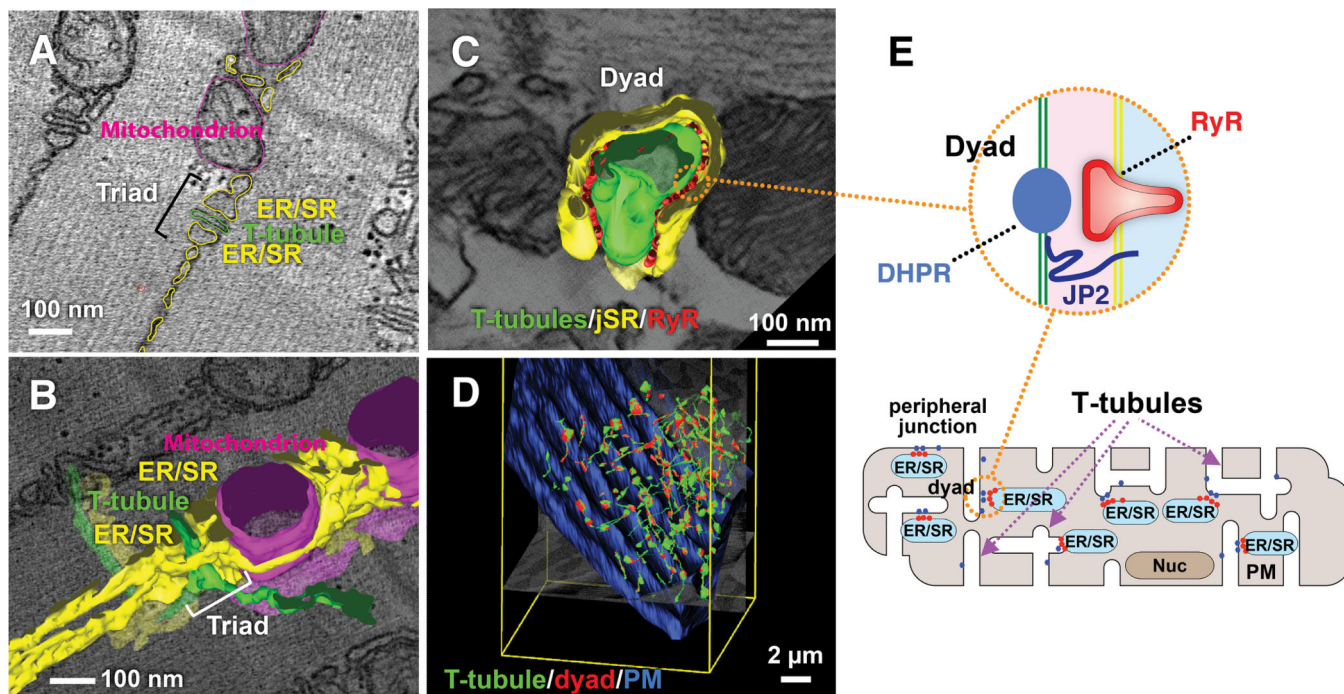 A
Mitochondrion
Triad
ER/SR
T-tubule
ER/SR
100 nm
B
Mitochondrion
ER/SR
T-tubule
ER/SR
Triad
100 nm
C
Dyad
T-tubules/jSR/RyR
100 nm
D
T-tubule/dyad/PM
2 µm
E
RyR
Dyad
DHPR
JP2
T-tubules
peripheral
junction
ER/SR
dyad
ER/SR
ER/SR
ER/SR
ER/SR
ER/SR
ER/SR
Nuc
PM